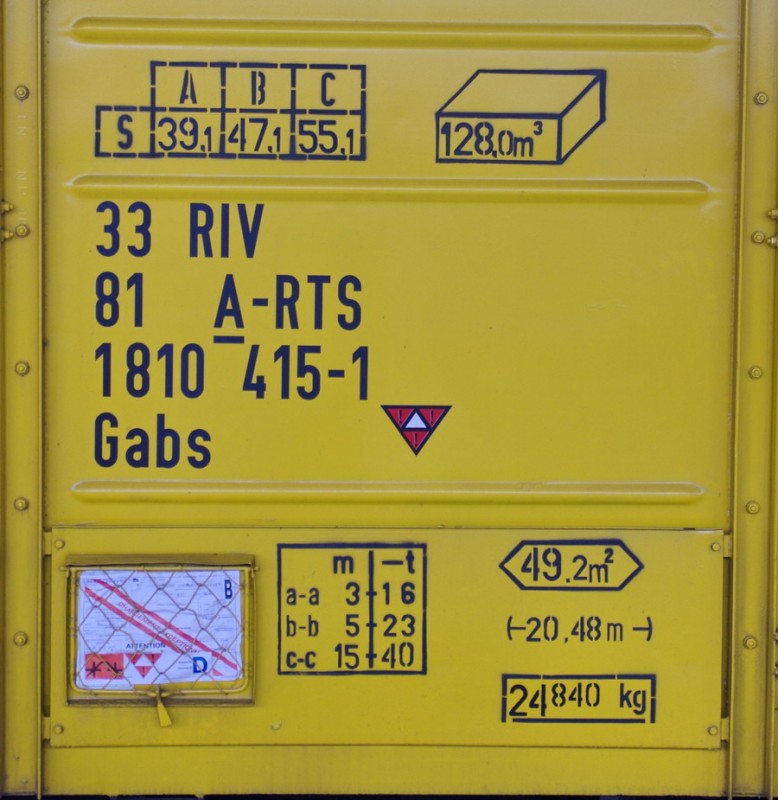 A B C
S 39,1 47,1 55,1
128,0m³
33 RIV
81 A-RTS
1810 415-1
Gabs
m t
a-a 3 16
b-b 5 23
c-c 15 40
49.2m²
20,48m
24840 kg
B
ATTENTION
D